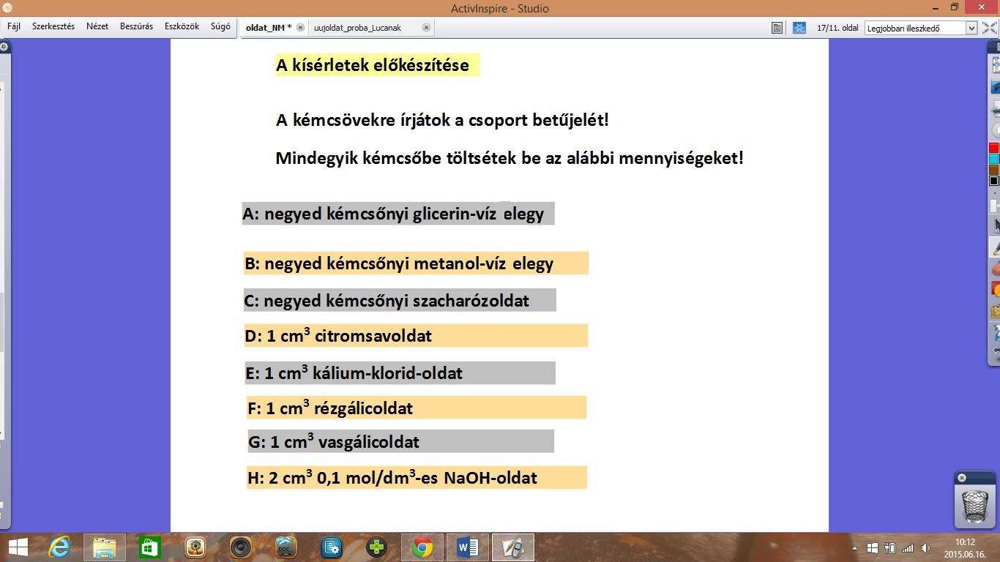 ActivInspire - Studio
Fájl Szerkesztés Nézet Beszúrás Eszközök Súgó oldat_NM * uujoldat_proba_Lucanak 17/11. oldal Legjobban illeszkedő
A kísérletek előkészítése
A kémcsövekre írjátok a csoport betűjelét!
Mindegyik kémcsőbe töltsétek be az alábbi mennyiségeket!
A: negyed kémcsőnyi glicerin-víz elegy
B: negyed kémcsőnyi metanol-víz elegy
C: negyed kémcsőnyi szacharózoldat
D: 1 cm³ citromsavoldat
E: 1 cm³ kálium-klorid-oldat
F: 1 cm³ rézgálicoldat
G: 1 cm³ vasgálicoldat
H: 2 cm³ 0,1 mol/dm³-es NaOH-oldat
DOC
10:12
2015.06.16.